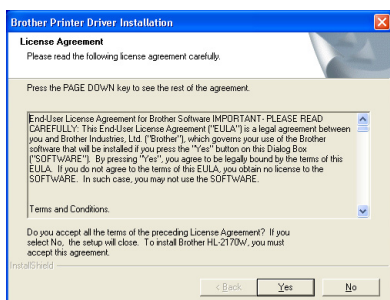 Brother Printer Driver Installation
License Agreement
Please read the following license agreement carefully.
Press the PAGE DOWN key to see the rest of the agreement.
End-User License Agreement for Brother Software IMPORTANT- PLEASE READ
CAREFULLY: This End-User License Agreement ("EULA") is a legal agreement between
you and Brother Industries, Ltd. ("Brother"), which governs your use of the Brother
software that will be installed if you press the "Yes" button on this Dialog Box
("SOFTWARE"). By pressing "Yes", you agree to be legally bound by the terms of this
EULA. If you do not agree to the terms of this EULA, you obtain no license to the
SOFTWARE. In such case, you may not use the SOFTWARE.
Terms and Conditions.
Do you accept all the terms of the preceding License Agreement? If you
select No, the setup will close. To install Brother HL-2170W, you must
accept this agreement.
InstallShield
< Back Yes No